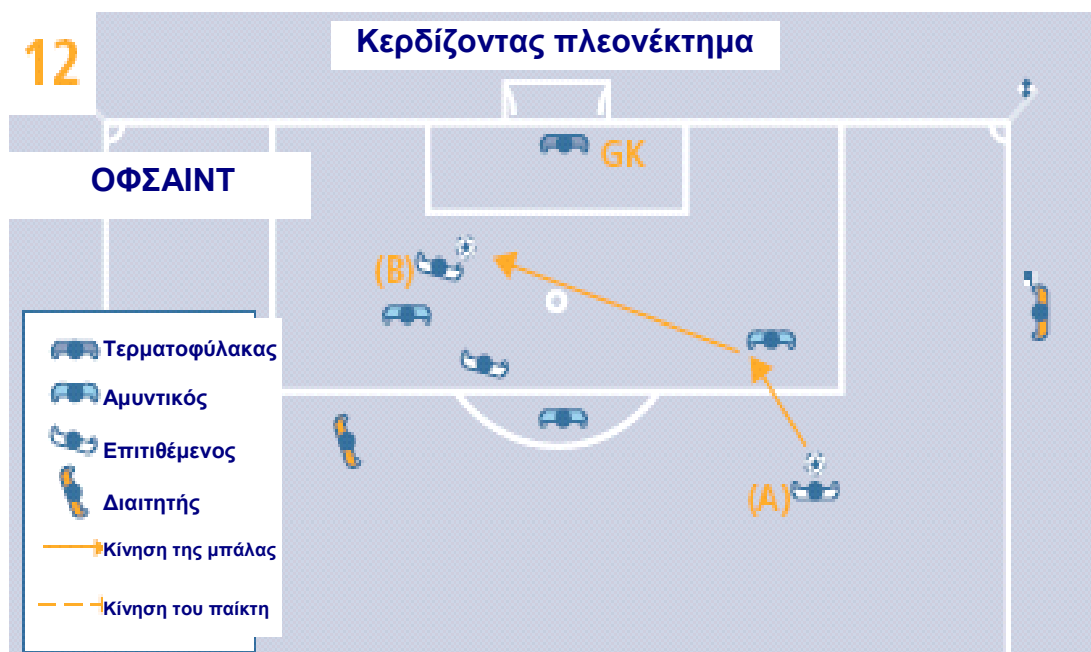 12
Κερδίζοντας πλεονέκτημα
GK
ΟΦΣΑΙΝΤ
(B)
Τερματοφύλακας
Αμυντικός
Επιτιθέμενος
(A)
Διαιτητής
Κίνηση της μπάλας
Κίνηση του παίκτη